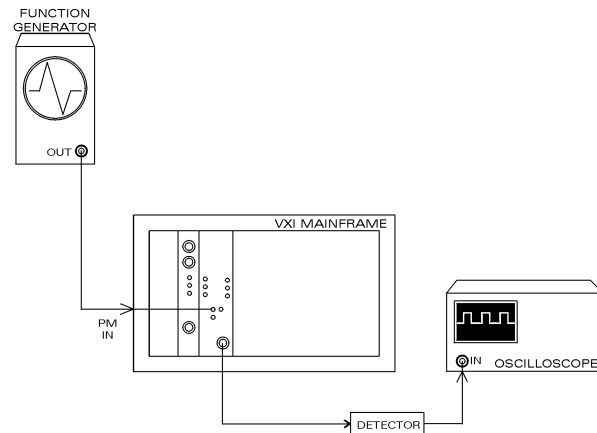 FUNCTION
GENERATOR
OUT
VXI MAINFRAME
PM
IN
IN
OSCILLOSCOPE
DETECTOR